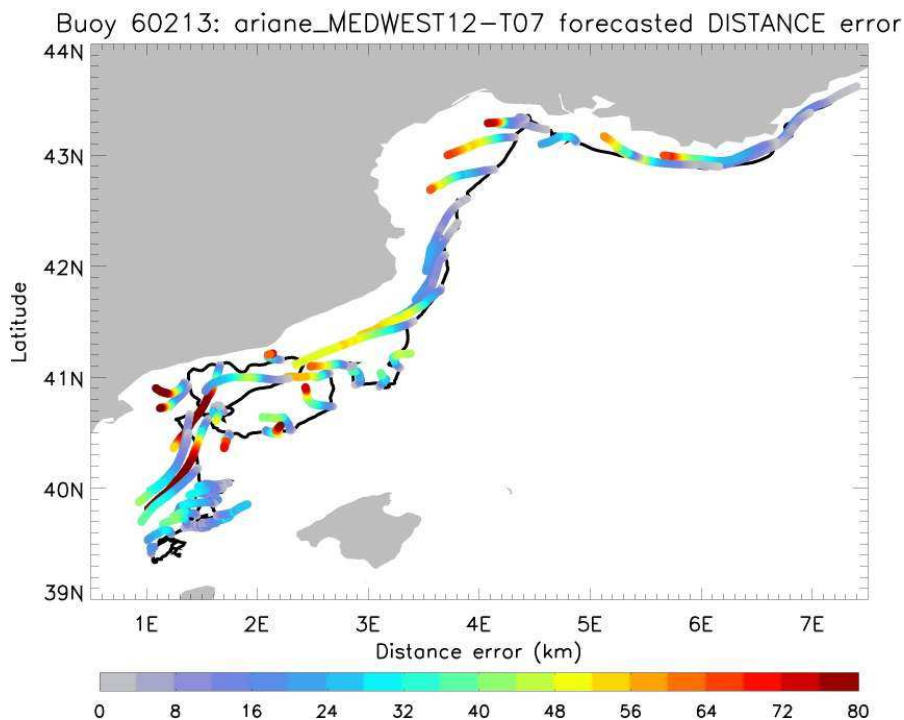 Buoy 60213: ariane_MEDWEST12-T07 forecasted DISTANCE error
44N
43N
42N
41N
40N
39N
Latitude
1E 2E 3E 4E 5E 6E 7E
Distance error (km)
0 8 16 24 32 40 48 56 64 72 80